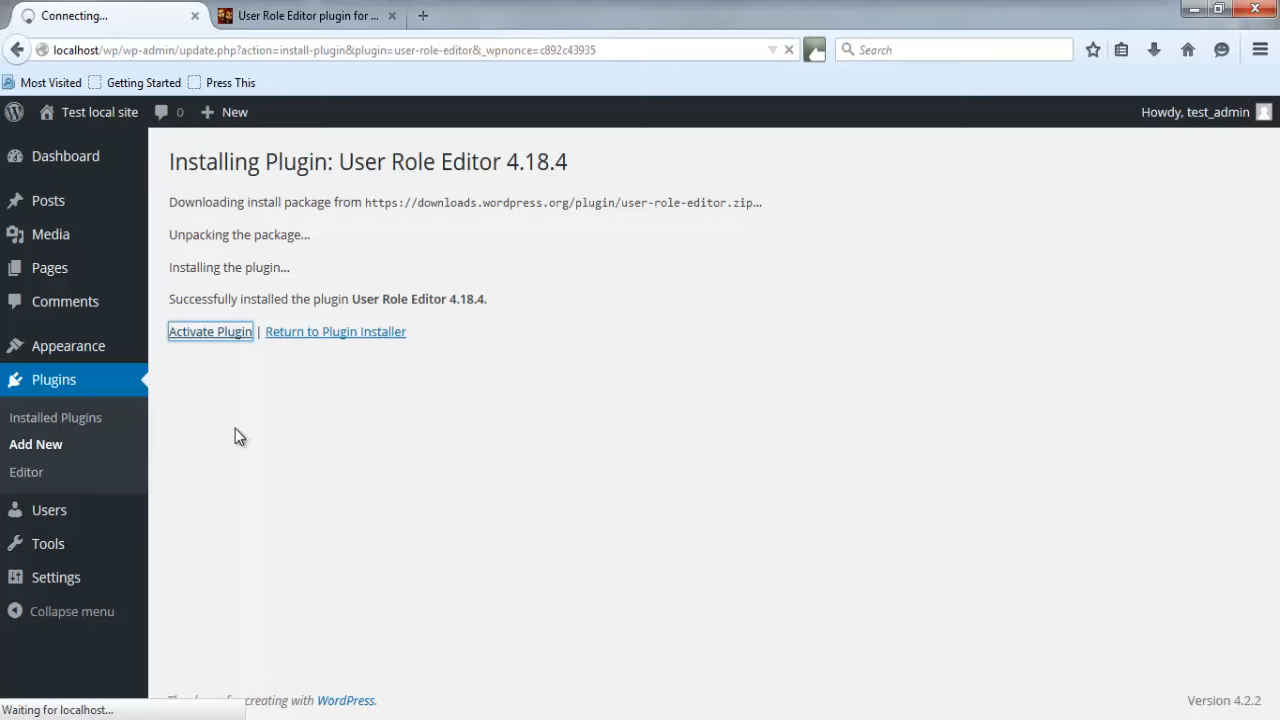 Connecting...
User Role Editor plugin for ...
localhost/wp/wp-admin/update.php?action=install-plugin&plugin=user-role-editor&_wpnonce=c892c43935
Search
Most Visited
Getting Started
Press This
Test local site
0
New
Howdy, test_admin
Dashboard
Posts
Media
Pages
Comments
Appearance
Plugins
Installed Plugins
Add New
Editor
Users
Tools
Settings
Collapse menu
Installing Plugin: User Role Editor 4.18.4
Downloading install package from https://downloads.wordpress.org/plugin/user-role-editor.zip...
Unpacking the package...
Installing the plugin...
Successfully installed the plugin User Role Editor 4.18.4.
Activate Plugin | Return to Plugin Installer
creating with WordPress.
Version 4.2.2
Waiting for localhost...